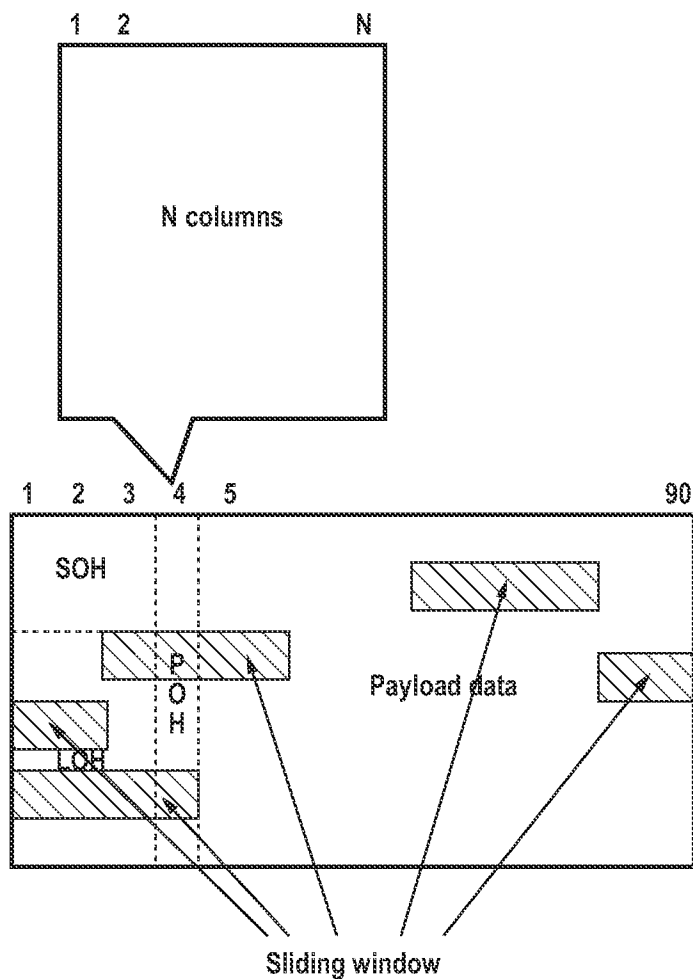 1 2 N
N columns
1 2 3 4 5 90
SOH
P
O
H
Payload data
LOH
Sliding window